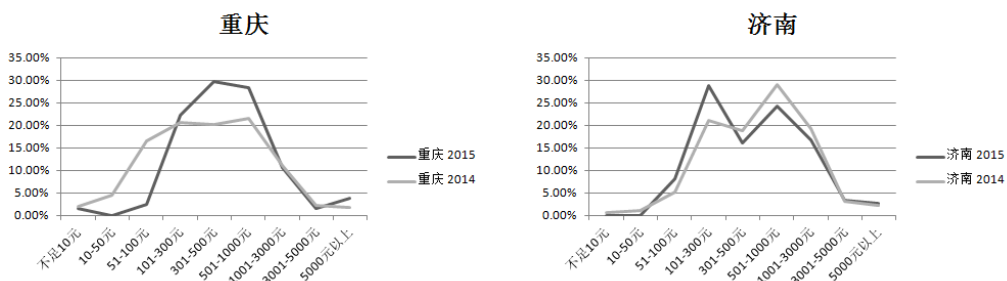 重庆
35.00%
30.00%
25.00%
20.00%
15.00%
10.00%
5.00%
0.00%
不足10元
10-50元
51-100元
101-300元
301-500元
501-1000元
1001-3000元
3001-5000元
5000元以上
重庆 2015
重庆 2014
济南
35.00%
30.00%
25.00%
20.00%
15.00%
10.00%
5.00%
0.00%
不足10元
10-50元
51-100元
101-300元
301-500元
501-1000元
1001-3000元
3001-5000元
5000元以上
济南 2015
济南 2014